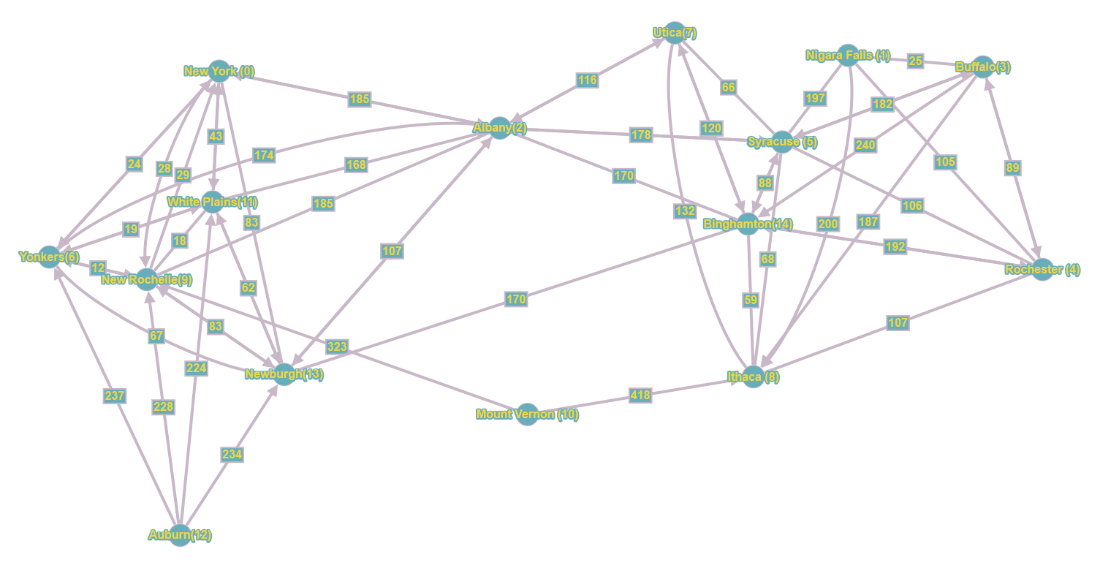 Utica(7)
Nigara Falls (1)
25
Buffalo(3)
New York (0)
116
66
185
197
182
43
120
178
Albany(2)
Syracuse (5)
240
24
28
29
174
168
170
88
105
89
White Plains(11)
185
132
106
83
200
187
19
18
Binghamton(14)
192
Yonkers(6)
12
107
68
New Rochelle(9)
62
170
59
Rochester (4)
83
87
323
107
224
Newburgh(13)
Ithaca (8)
237
228
418
Mount Vernon (10)
234
Auburn(12)